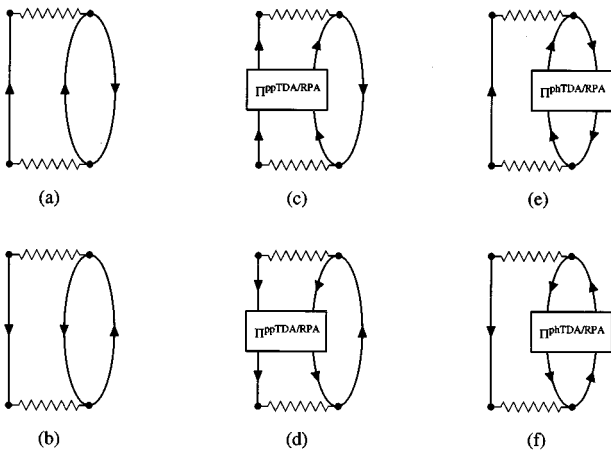 Π^ppTDA/RPA
Π^phTDA/RPA
(a)
(c)
(e)
Π^ppTDA/RPA
Π^phTDA/RPA
(b)
(d)
(f)